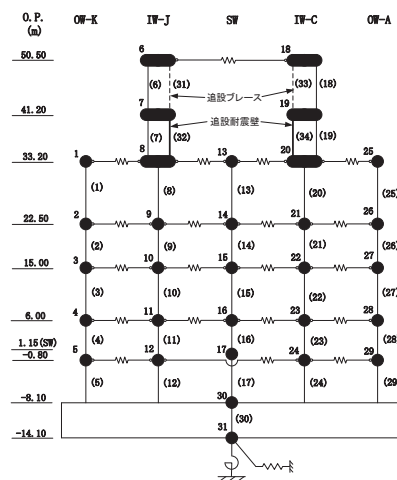 O.P.
(m)
OW-K IW-J SW IW-C OW-A
6 18
50.50
(6) (31) (33) (18)
追設ブレース
41.20
7 19
追設耐震壁
(7) (32) (34) (19)
33.20
1 8 13 20 25
(1) (8) (13) (20) (25)
22.50
2 9 14 21 26
(2) (9) (14) (21) (26)
15.00
3 10 15 22 27
(3) (10) (15) (22) (27)
6.00
4 11 16 23 28
(4) (11) (16) (23) (28)
1.15(SW)
-0.80
5 12 17 24 29
(5) (12) (17) (24) (29)
-8.10
30
(30)
-14.10
31